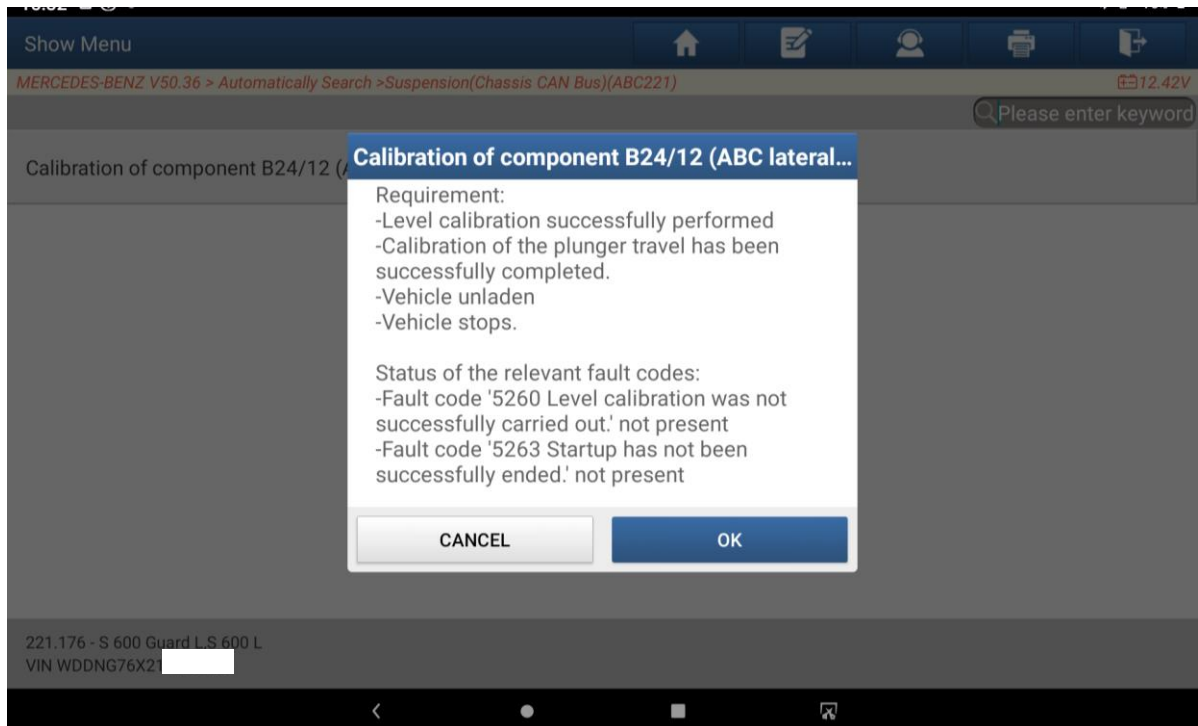 Show Menu
MERCEDES-BENZ V50.36 > Automatically Search >Suspension(Chassis CAN Bus)(ABC221)
12.42V
Please enter keyword
Calibration of component B24/12 (
Calibration of component B24/12 (ABC lateral...
Requirement:
-Level calibration successfully performed
-Calibration of the plunger travel has been
successfully completed.
-Vehicle unladen
-Vehicle stops.
Status of the relevant fault codes:
-Fault code '5260 Level calibration was not
successfully carried out.' not present
-Fault code '5263 Startup has not been
successfully ended.' not present
CANCEL
OK
221.176 - S 600 Guard L,S 600 L
VIN WDDNG76X21